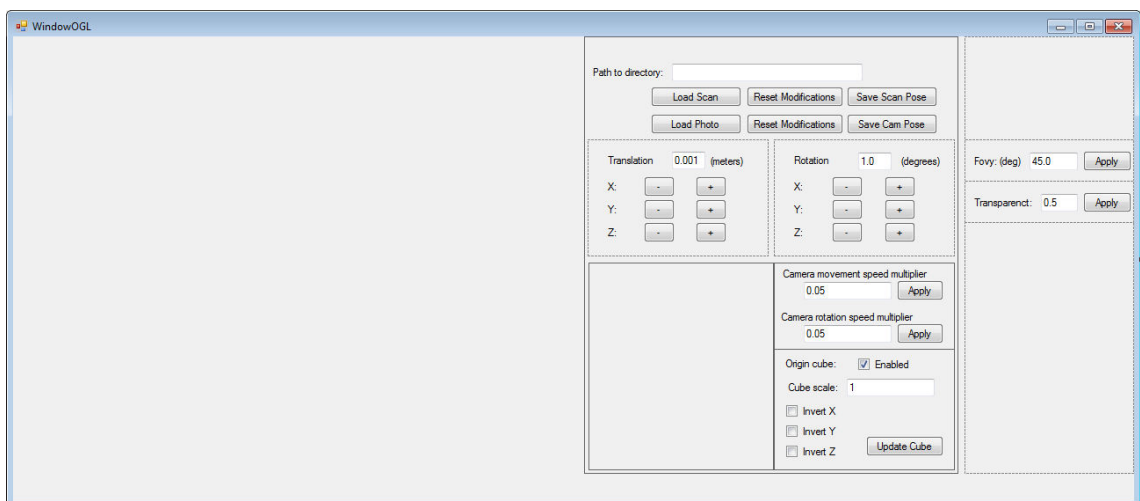 WindowOGL
Path to directory:
Load Scan Reset Modifications Save Scan Pose
Load Photo Reset Modifications Save Cam Pose
Translation 0.001 (meters)
X: - +
Y: - +
Z: - +
Rotation 1.0 (degrees)
X: - +
Y: - +
Z: - +
Fovy: (deg) 45.0 Apply
Transparenct: 0.5 Apply
Camera movement speed multiplier
0.05 Apply
Camera rotation speed multiplier
0.05 Apply
Origin cube: Enabled
Cube scale: 1
Invert X
Invert Y
Invert Z Update Cube